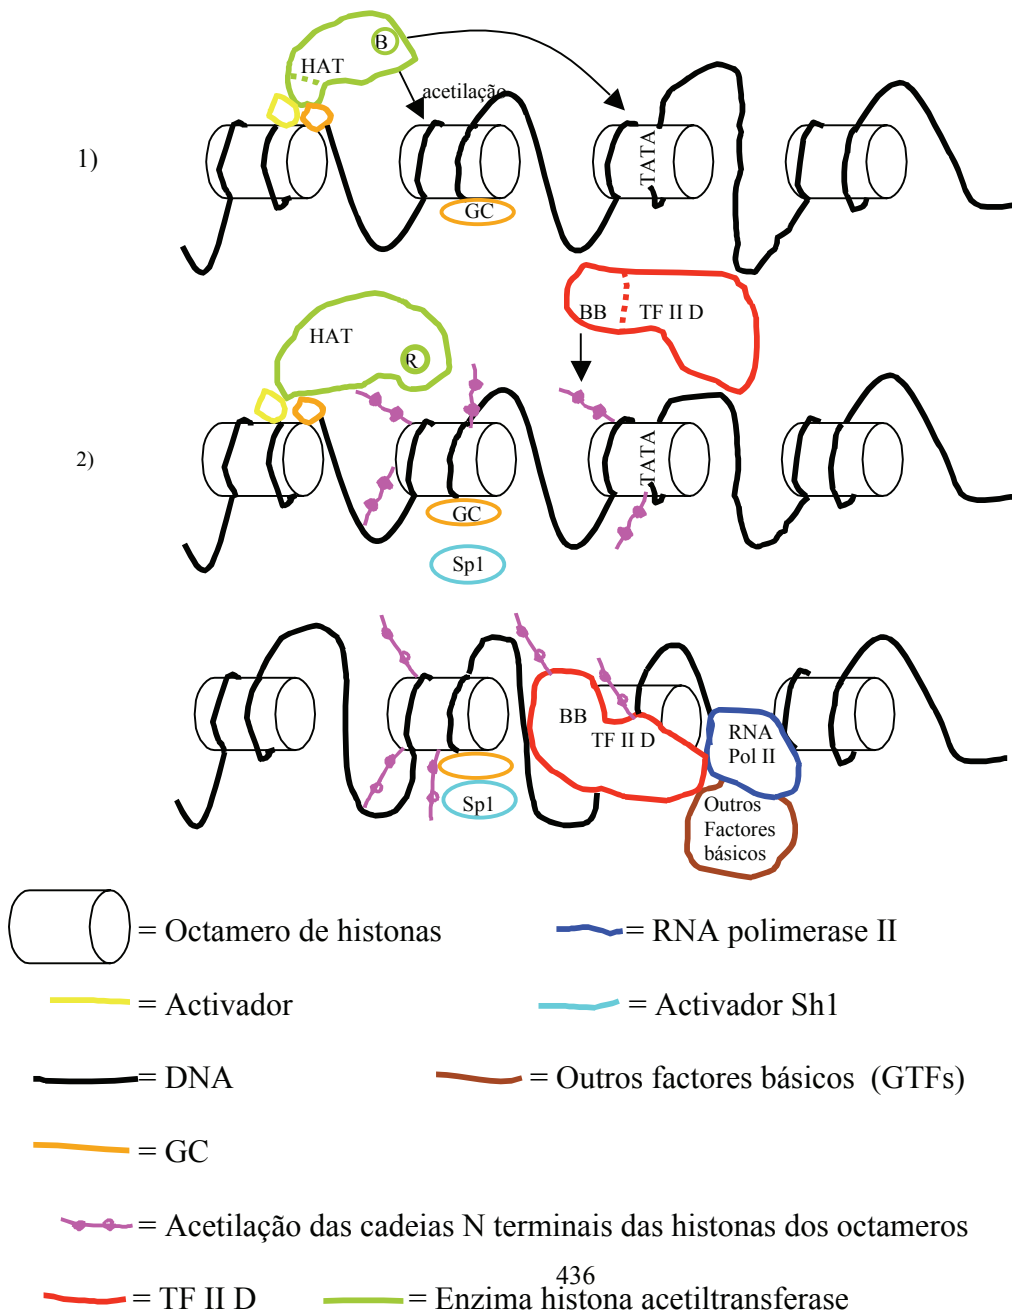 B
HAT
acetilação
1)
TATA
GC
BB TF II D
HAT
R
2)
TATA
GC
Sp1
BB
TF II D
RNA
Pol II
Sp1
Outros
Factores
básicos
= Octamero de histonas
= RNA polimerase II
= Activador
= Activador Sh1
= DNA
= Outros factores básicos (GTFs)
= GC
= Acetilação das cadeias N terminais das histonas dos octameros
436
= TF II D
= Enzima histona acetiltransferase